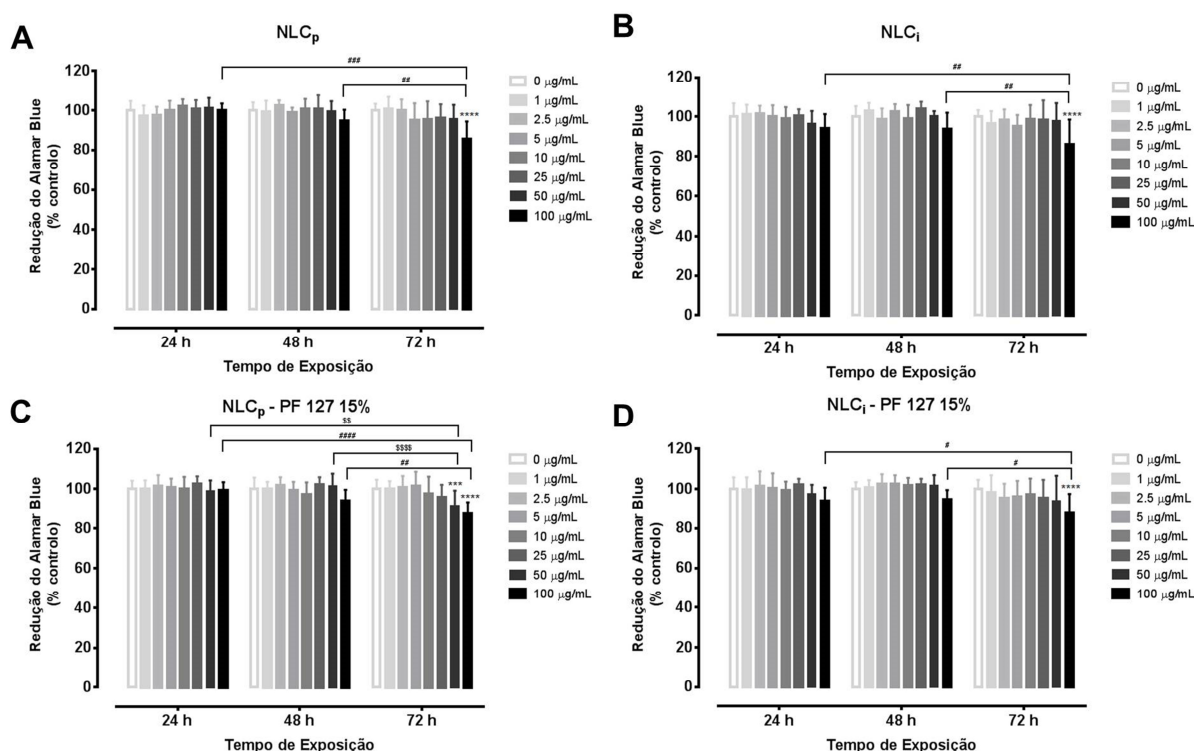 A
NLCp
### 
##
****
120
100
80
60
40
20
0
Redução do Alamar Blue
(% controlo)
24 h
48 h
72 h
Tempo de Exposição
0 µg/mL
1 µg/mL
2.5 µg/mL
5 µg/mL
10 µg/mL
25 µg/mL
50 µg/mL
100 µg/mL
B
NLCi
##
##
****
120
100
80
60
40
20
0
Redução do Alamar Blue
(% controlo)
24 h
48 h
72 h
Tempo de Exposição
0 µg/mL
1 µg/mL
2.5 µg/mL
5 µg/mL
10 µg/mL
25 µg/mL
50 µg/mL
100 µg/mL
C
NLCp - PF 127 15%
$$
####
$$$$
##
***
****
120
100
80
60
40
20
0
Redução do Alamar Blue
(% controlo)
24 h
48 h
72 h
Tempo de Exposição
0 µg/mL
1 µg/mL
2.5 µg/mL
5 µg/mL
10 µg/mL
25 µg/mL
50 µg/mL
100 µg/mL
D
NLCi - PF 127 15%
#
#
****
120
100
80
60
40
20
0
Redução do Alamar Blue
(% controlo)
24 h
48 h
72 h
Tempo de Exposição
0 µg/mL
1 µg/mL
2.5 µg/mL
5 µg/mL
10 µg/mL
25 µg/mL
50 µg/mL
100 µg/mL